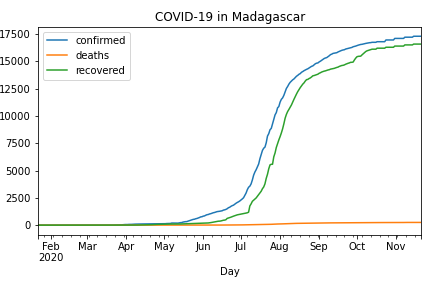 COVID-19 in Madagascar
confirmed
deaths
recovered
17500
15000
12500
10000
7500
5000
2500
0
Feb Mar Apr May Jun Jul Aug Sep Oct Nov
2020
Day